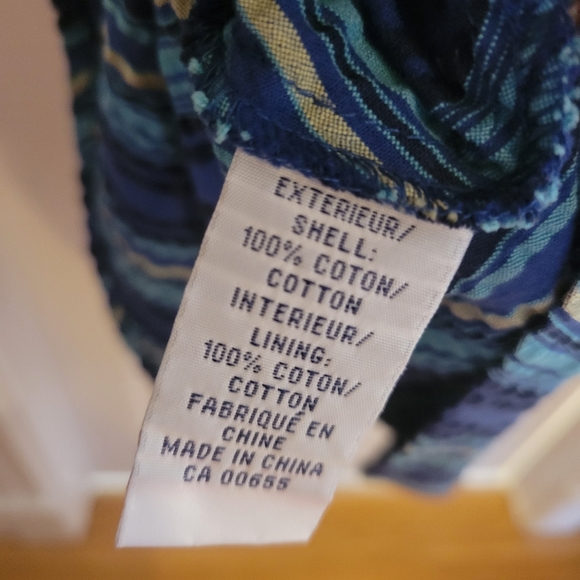 EXTERIEUR/
SHELL:
100% COTON/
COTTON
INTERIEUR/
LINING:
100% COTON/
COTTON
FABRIQUÉ EN
CHINE
MADE IN CHINA
CA 00655